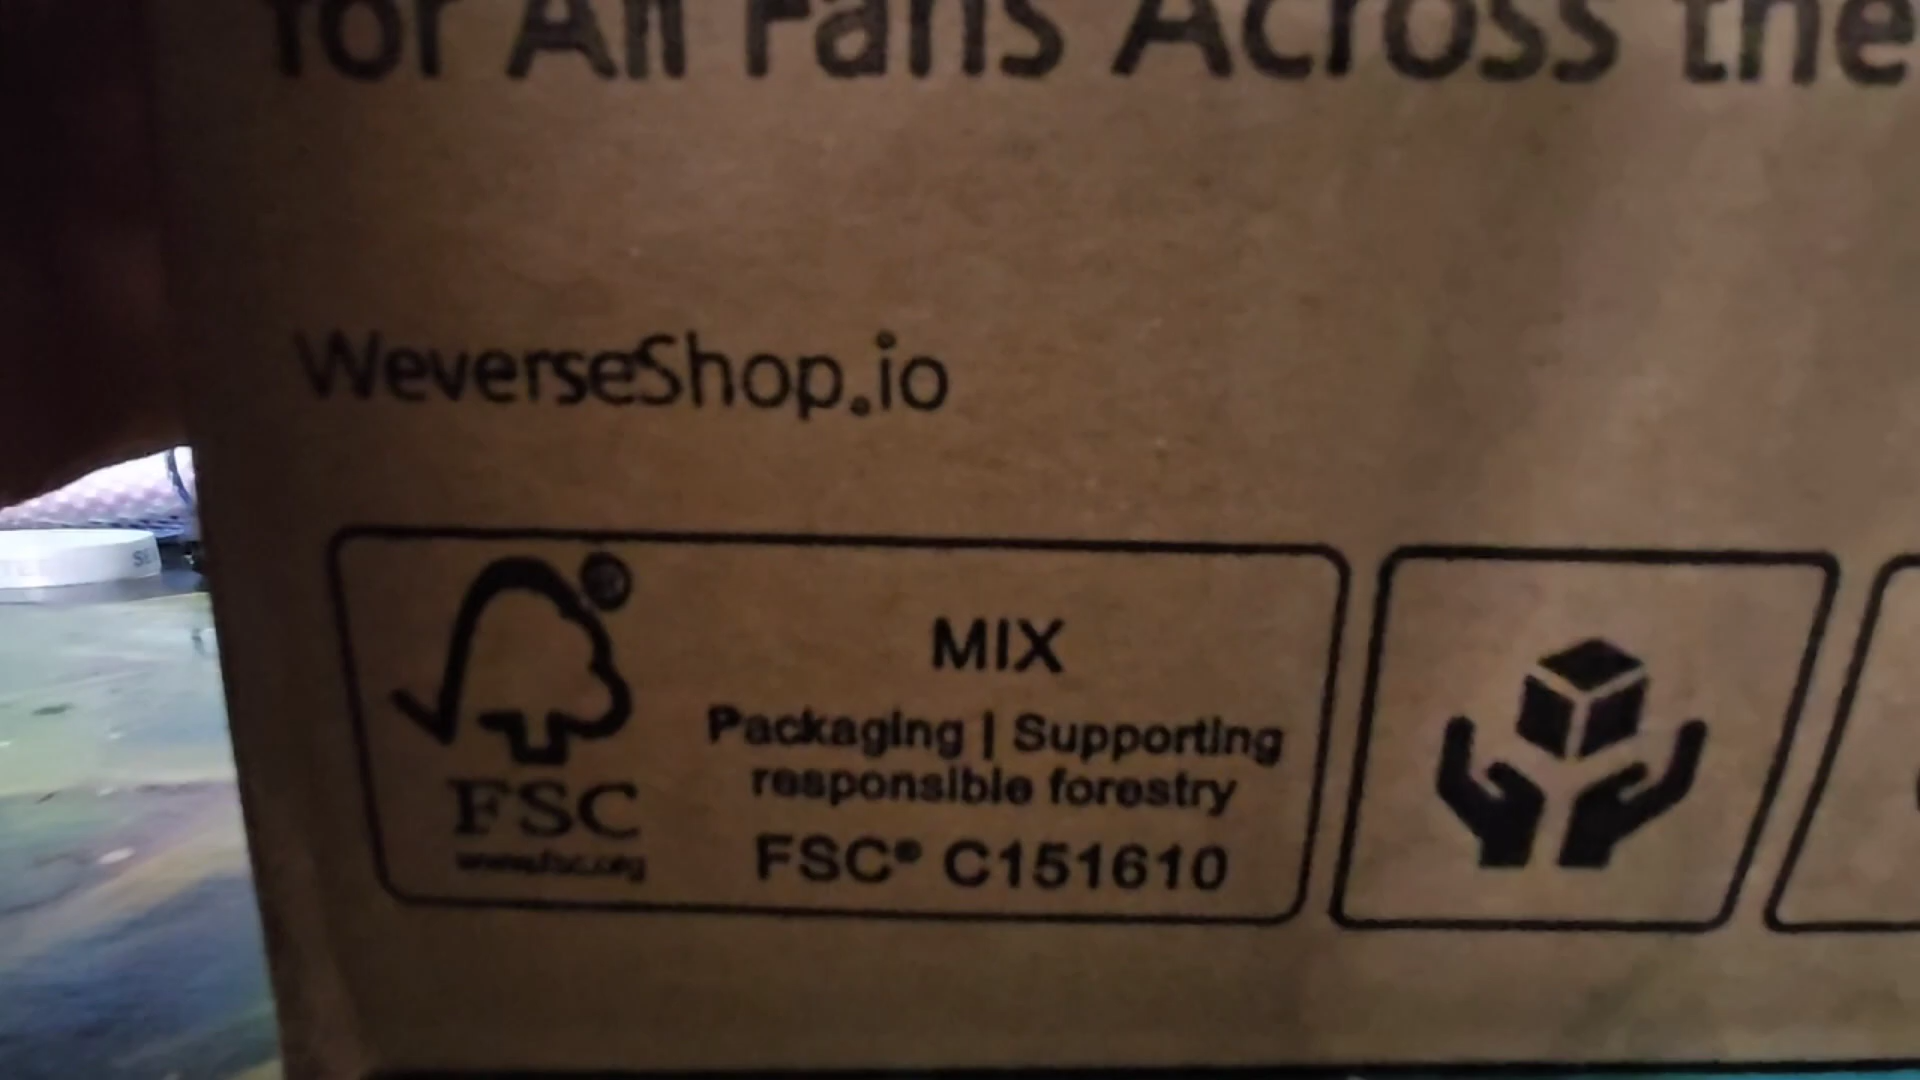 for All Fans Across the
WeverseShop.io
MIX
Packaging | Supporting
responsible forestry
FSC® C151610
FSC
www.fsc.org